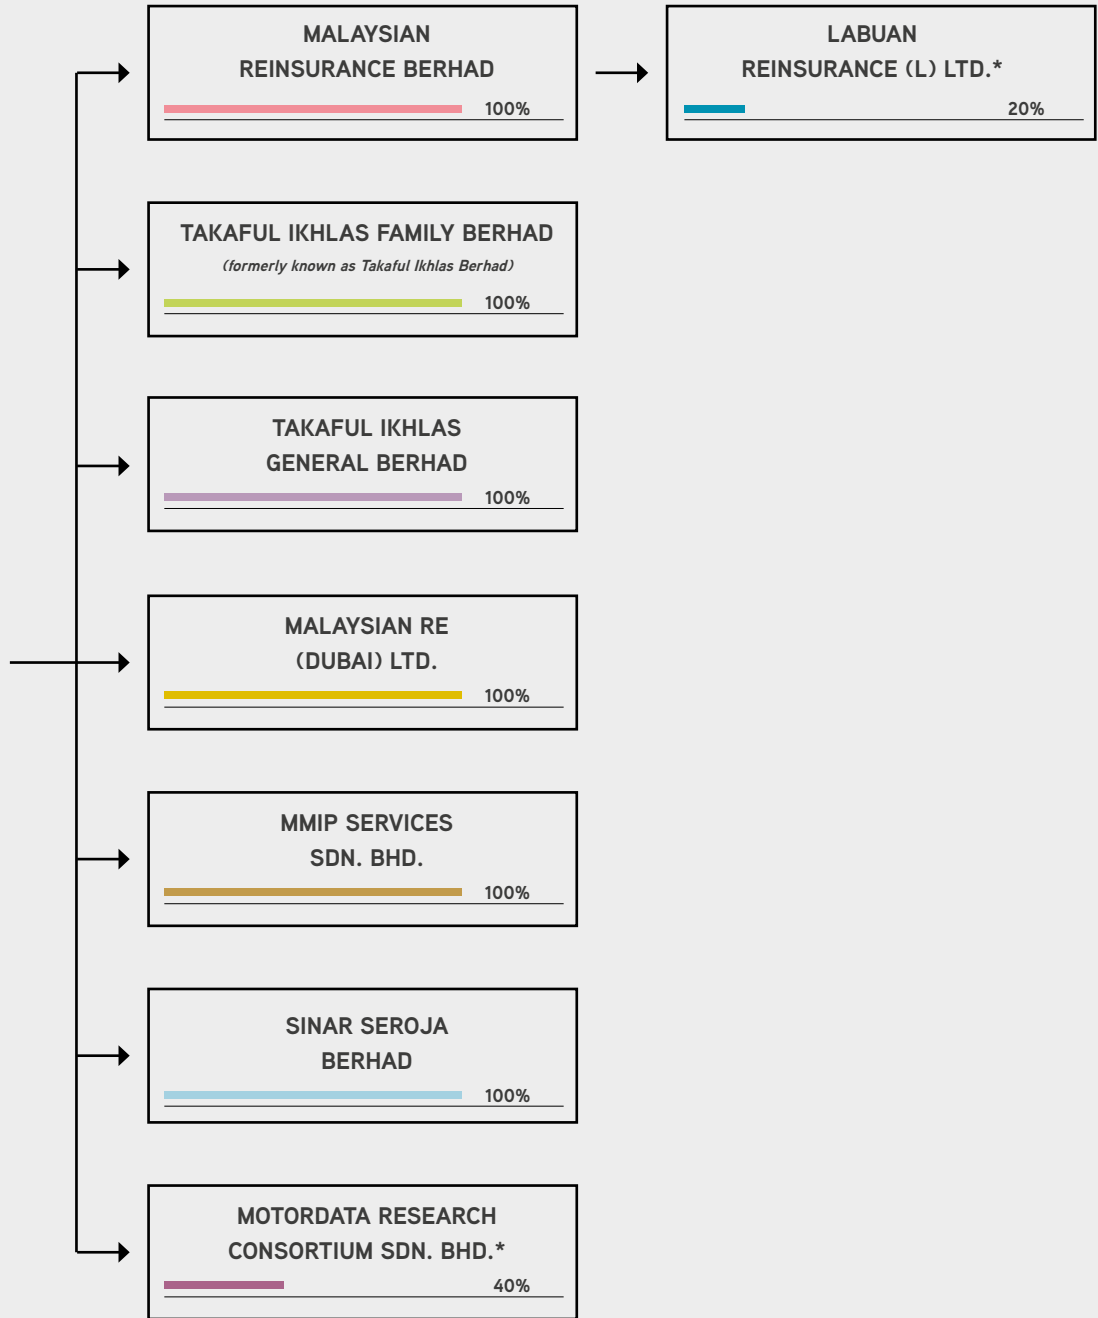 MALAYSIAN
REINSURANCE BERHAD
100%
LABUAN
REINSURANCE (L) LTD.*
20%
TAKAFUL IKHLAS FAMILY BERHAD
(formerly known as Takaful Ikhlas Berhad)
100%
TAKAFUL IKHLAS
GENERAL BERHAD
100%
MALAYSIAN RE
(DUBAI) LTD.
100%
MMIP SERVICES
SDN. BHD.
100%
SINAR SEROJA
BERHAD
100%
MOTORDATA RESEARCH
CONSORTIUM SDN. BHD.*
40%